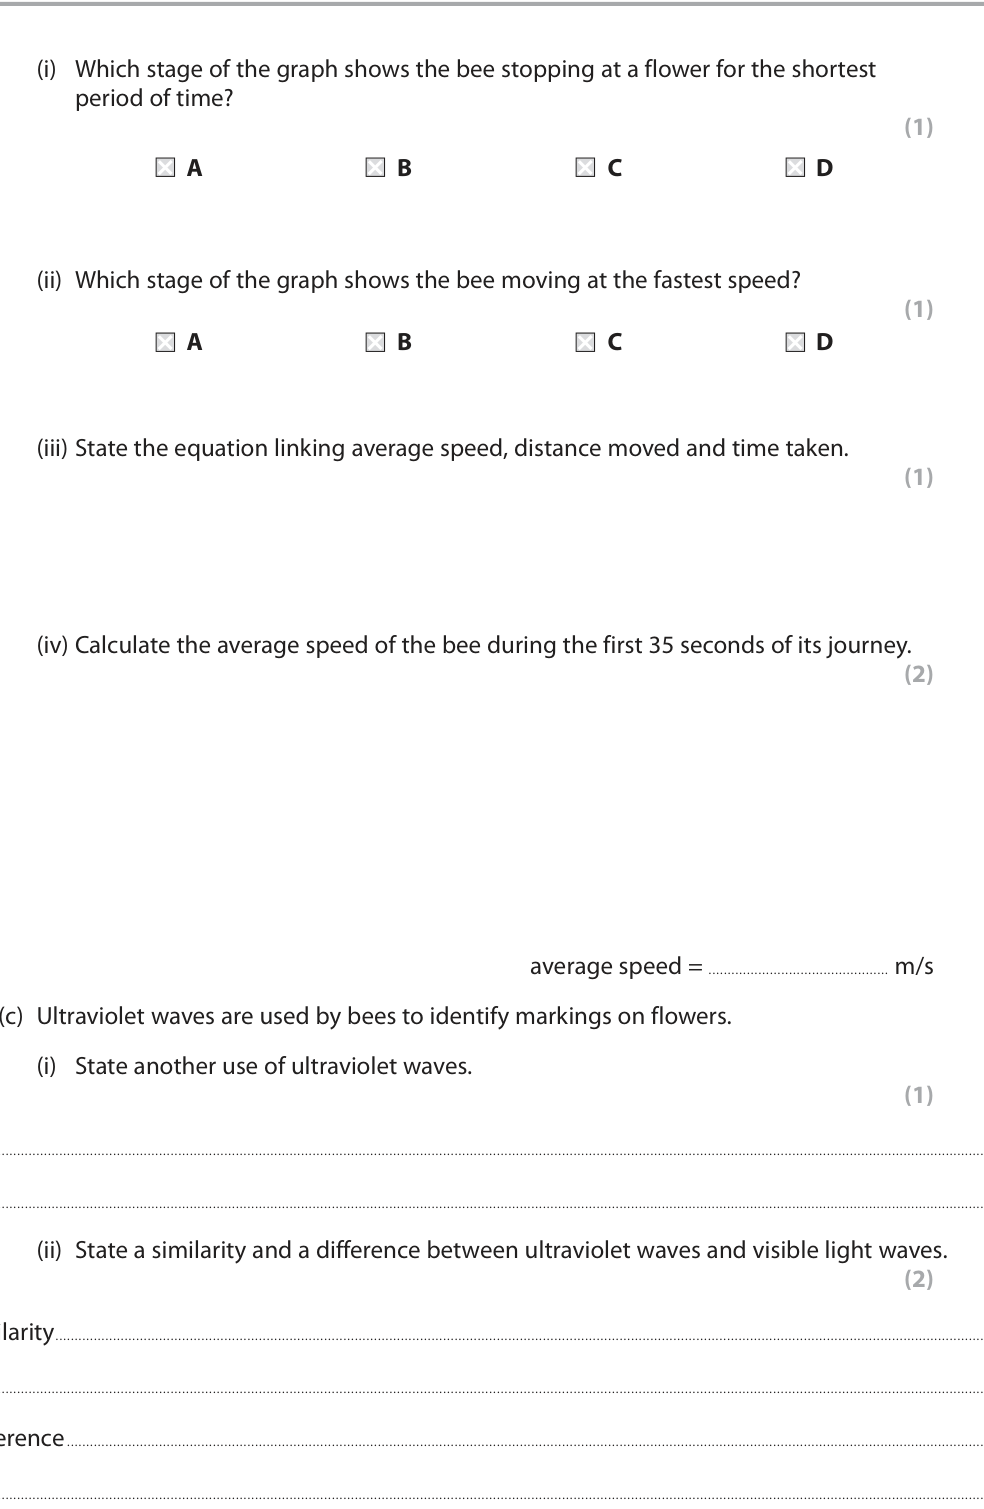 (i) Which stage of the graph shows the bee stopping at a flower for the shortest
period of time?
(1)
A B C D
(ii) Which stage of the graph shows the bee moving at the fastest speed?
(1)
A B C D
(iii) State the equation linking average speed, distance moved and time taken.
(1)
(iv) Calculate the average speed of the bee during the first 35 seconds of its journey.
(2)
average speed = ............................................... m/s
(c) Ultraviolet waves are used by bees to identify markings on flowers.
(i) State another use of ultraviolet waves.
(1)
(ii) State a similarity and a difference between ultraviolet waves and visible light waves.
(2)
ilarity
erence